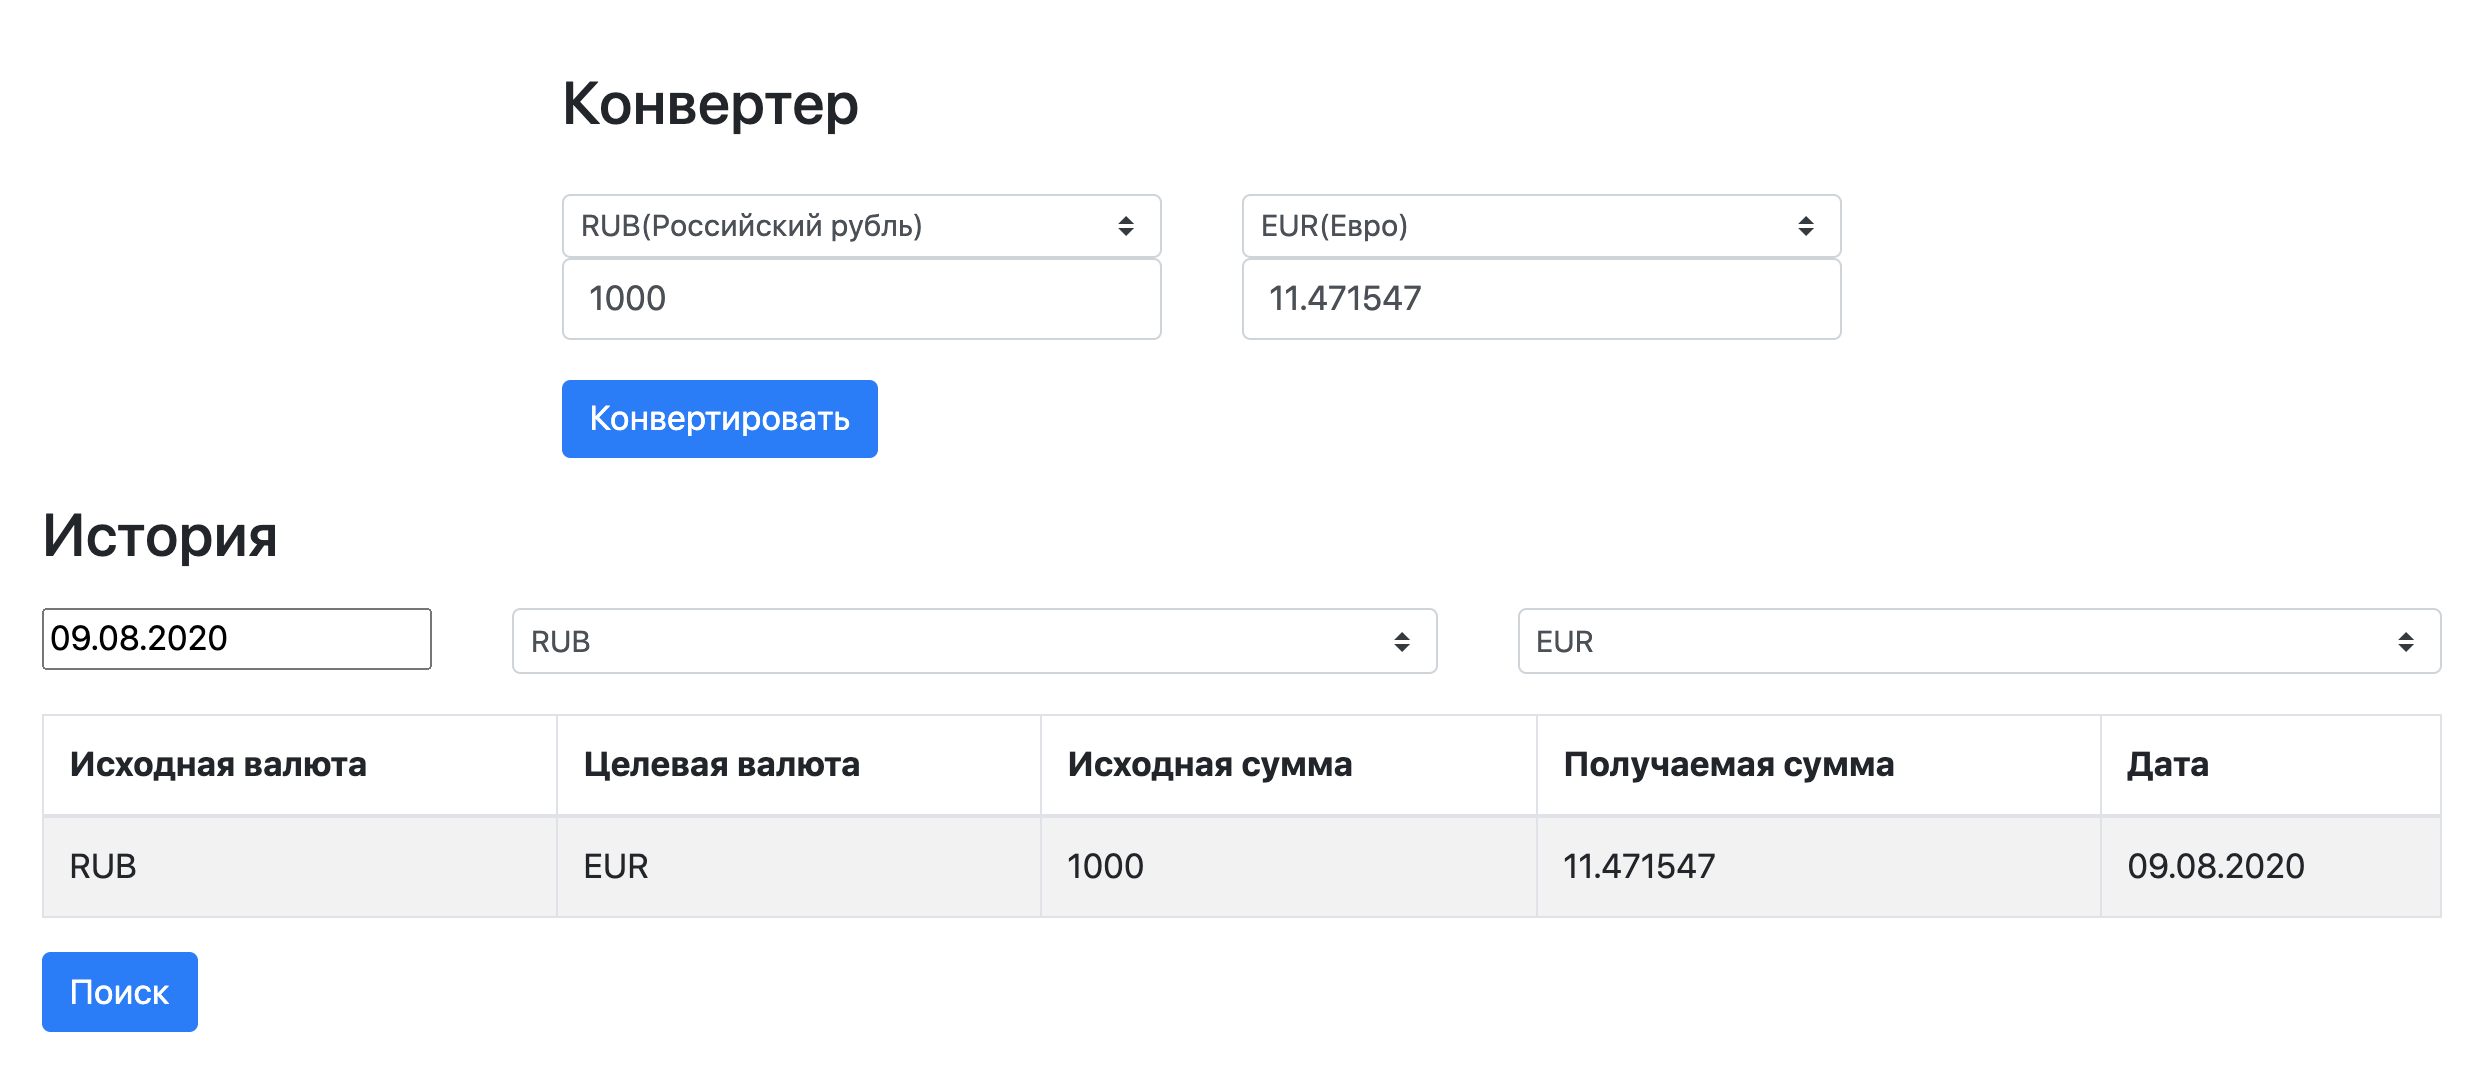 Конвертер
RUB(Российский рубль) EUR(Евро)
1000 11.471547
Конвертировать
История
09.08.2020 RUB EUR
Исходная валюта Целевая валюта Исходная сумма Получаемая сумма Дата
RUB EUR 1000 11.471547 09.08.2020
Поиск